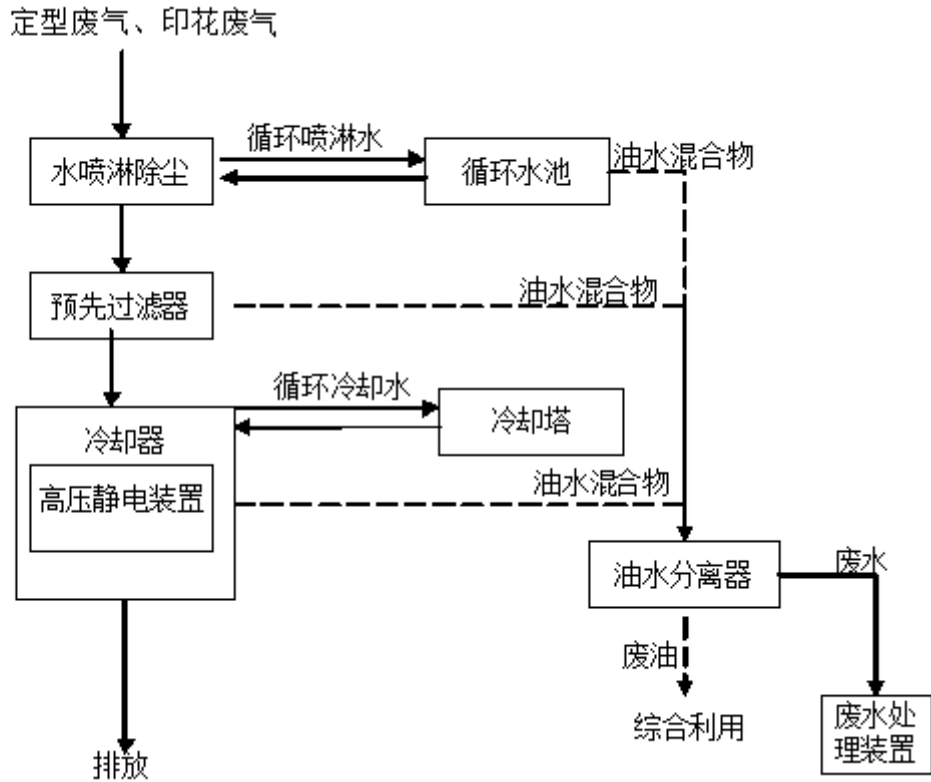 定型废气、印花废气
循环喷淋水
水喷淋除尘
循环水池
油水混合物
预先过滤器
油水混合物
循环冷却水
冷却器
冷却塔
高压静电装置
油水混合物
油水分离器
废水
废油
综合利用
废水处
理装置
排放